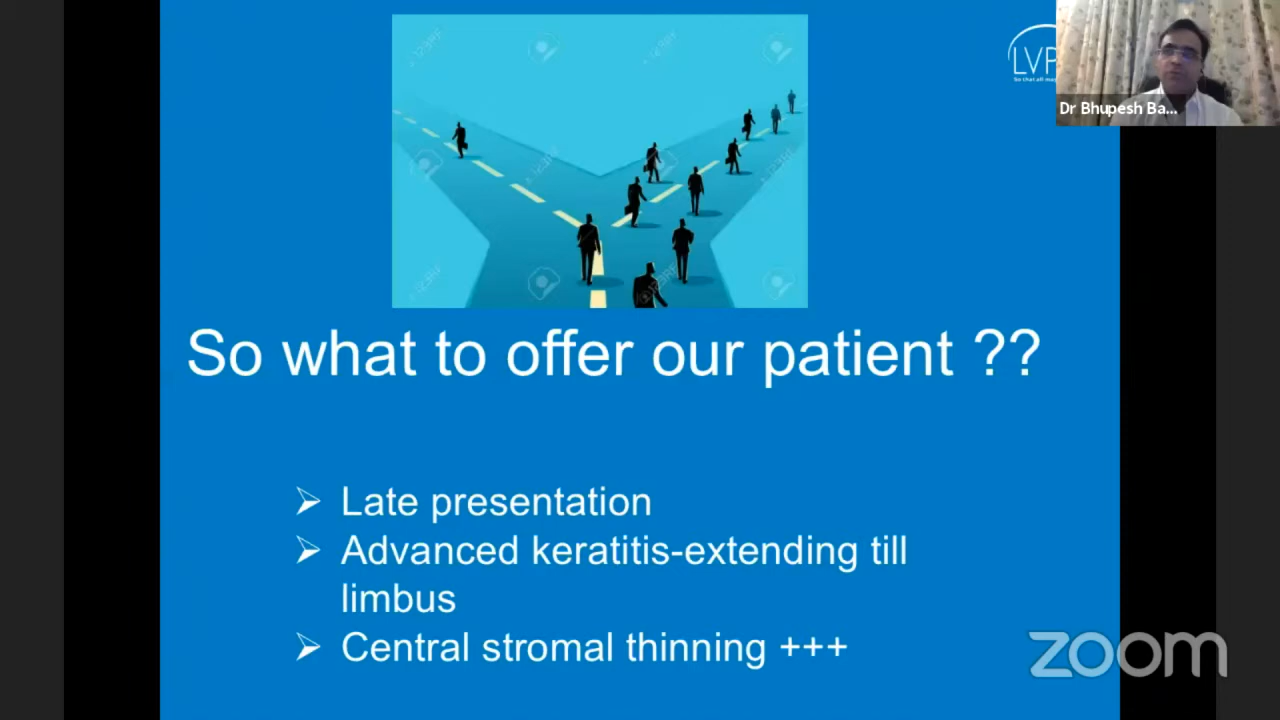 LVP
Dr Bhupesh Ba...
So what to offer our patient ??
➢ Late presentation
➢ Advanced keratitis-extending till
limbus
➢ Central stromal thinning +++
zoom